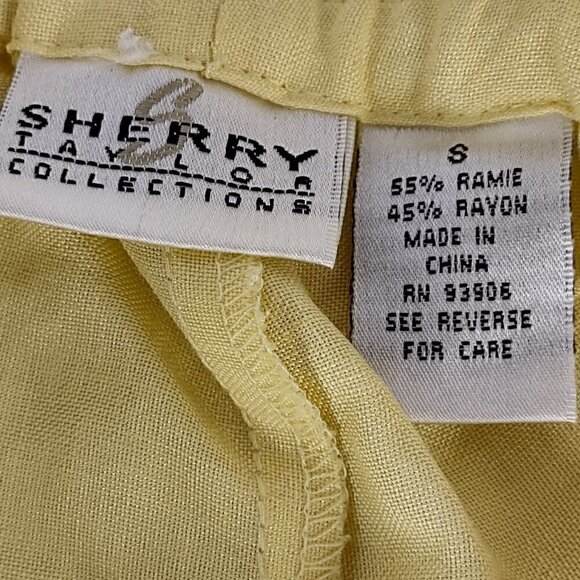 S
SHERRY
TAYLOR
COLLECTIONS
S
55% RAMIE
45% RAYON
MADE IN
CHINA
RN 93906
SEE REVERSE
FOR CARE